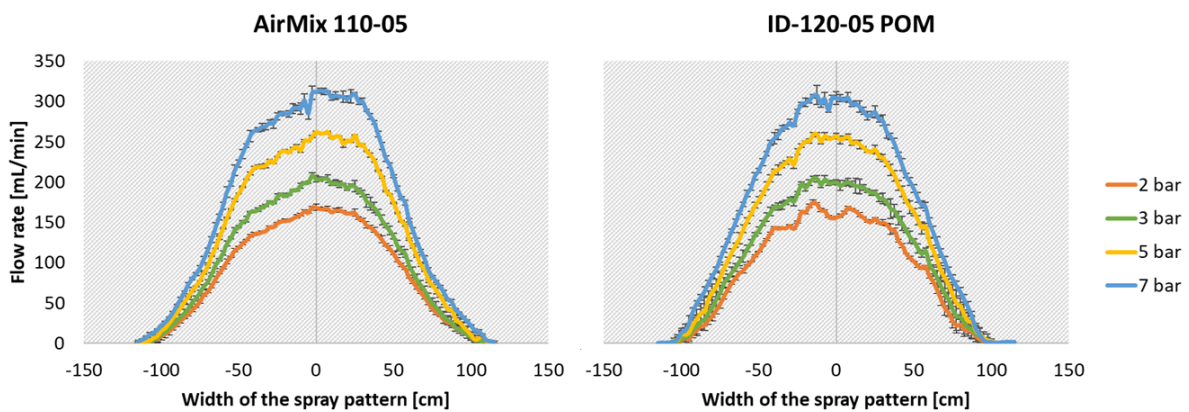 AirMix 110-05
ID-120-05 POM
Flow rate [mL/min]
350
300
250
200
150
100
50
0
-150 -100 -50 0 50 100 150
-150 -100 -50 0 50 100 150
Width of the spray pattern [cm]
Width of the spray pattern [cm]
2 bar
3 bar
5 bar
7 bar